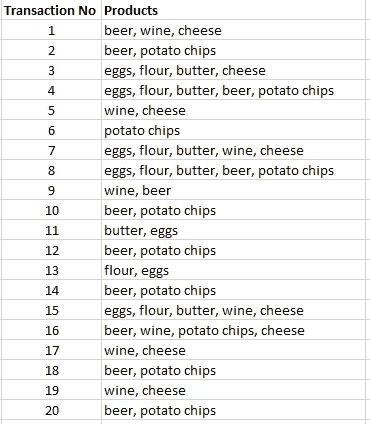 Transaction No Products
1 beer, wine, cheese
2 beer, potato chips
3 eggs, flour, butter, cheese
4 eggs, flour, butter, beer, potato chips
5 wine, cheese
6 potato chips
7 eggs, flour, butter, wine, cheese
8 eggs, flour, butter, beer, potato chips
9 wine, beer
10 beer, potato chips
11 butter, eggs
12 beer, potato chips
13 flour, eggs
14 beer, potato chips
15 eggs, flour, butter, wine, cheese
16 beer, wine, potato chips, cheese
17 wine, cheese
18 beer, potato chips
19 wine, cheese
20 beer, potato chips